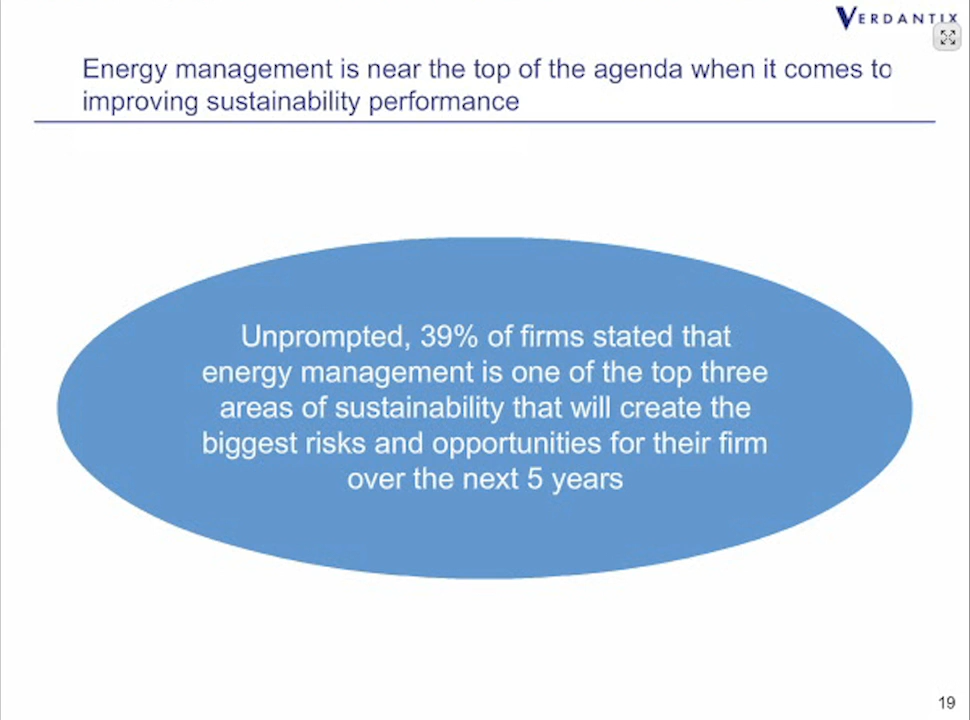 VERDANTIX
Energy management is near the top of the agenda when it comes to
improving sustainability performance
Unprompted, 39% of firms stated that
energy management is one of the top three
areas of sustainability that will create the
biggest risks and opportunities for their firm
over the next 5 years
19